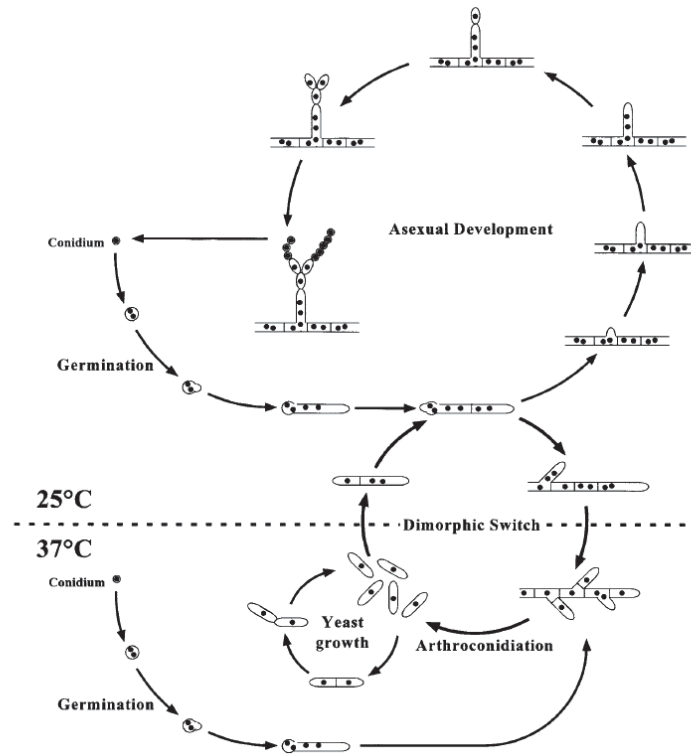 Asexual Development
Conidium
Germination
25°C
Dimorphic Switch
37°C
Conidium
Yeast
growth
Arthroconidiation
Germination